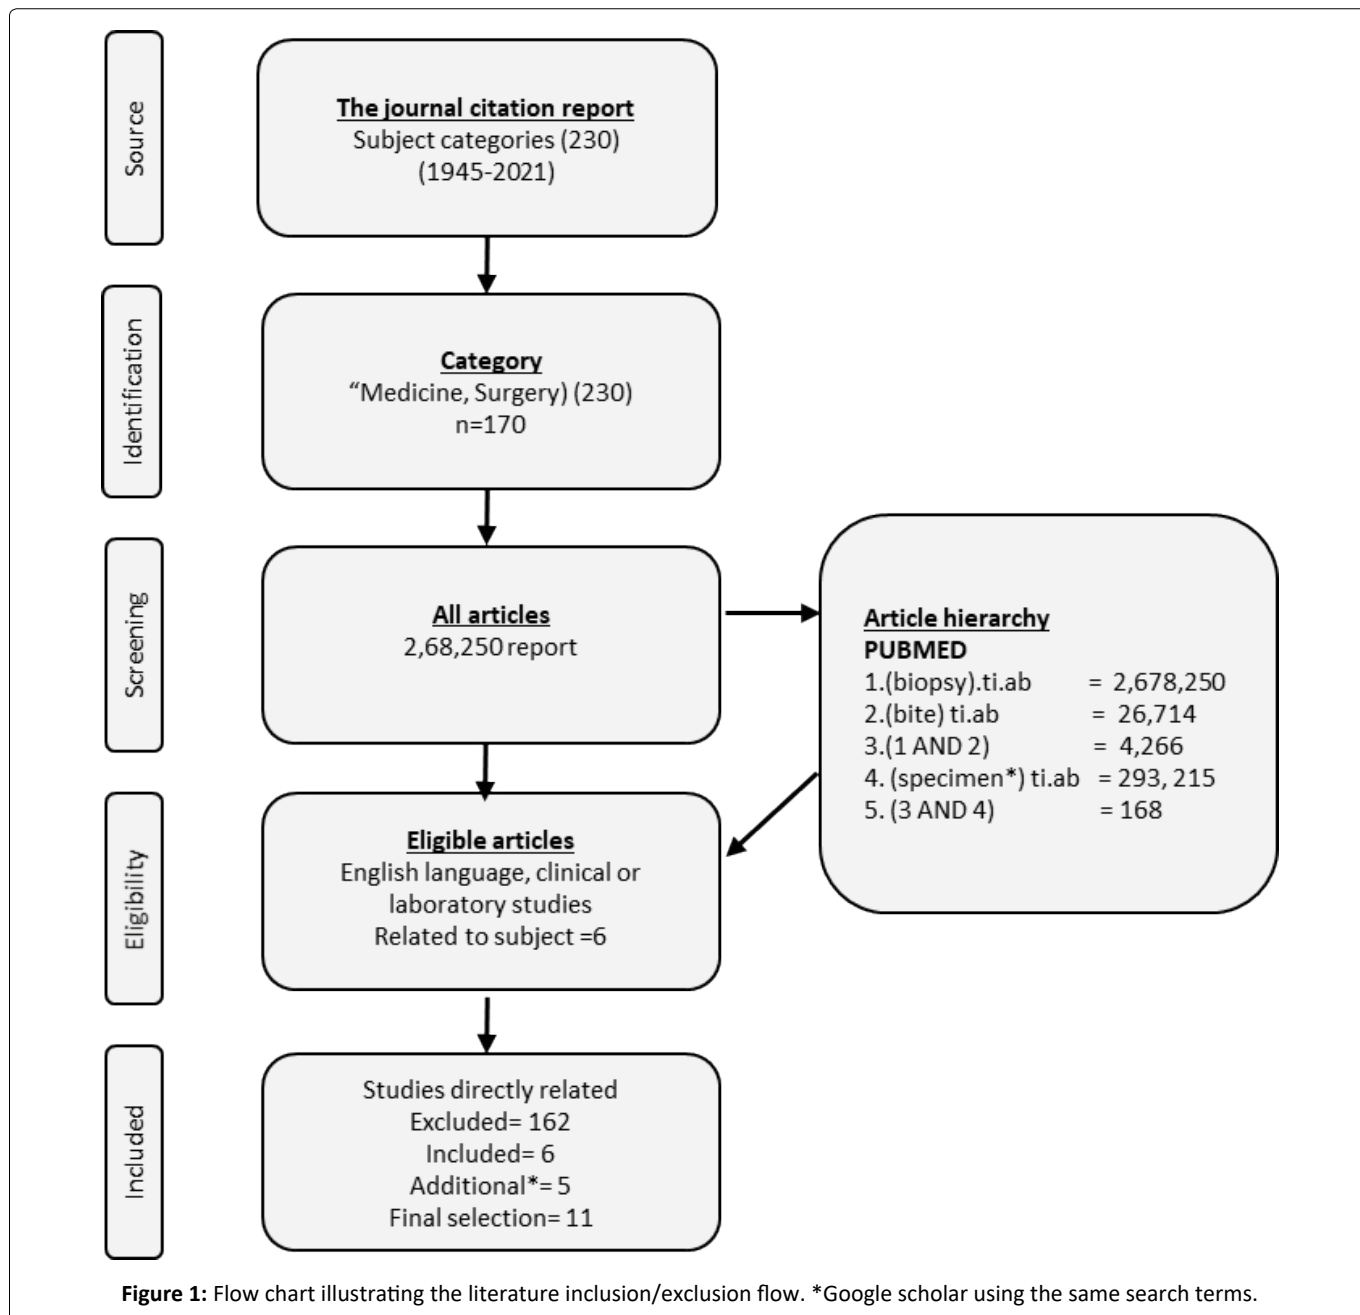 Source
The journal citation report
Subject categories (230)
(1945-2021)
Identification
Category
“Medicine, Surgery) (230)
n=170
Screening
All articles
2,68,250 report
Article hierarchy
PUBMED
1.(biopsy).ti.ab = 2,678,250
2.(bite) ti.ab = 26,714
3.(1 AND 2) = 4,266
4. (specimen*) ti.ab = 293, 215
5. (3 AND 4) = 168
Eligibility
Eligible articles
English language, clinical or
laboratory studies
Related to subject =6
Included
Studies directly related
Excluded= 162
Included= 6
Additional*= 5
Final selection= 11
Figure 1: Flow chart illustrating the literature inclusion/exclusion flow. *Google scholar using the same search terms.